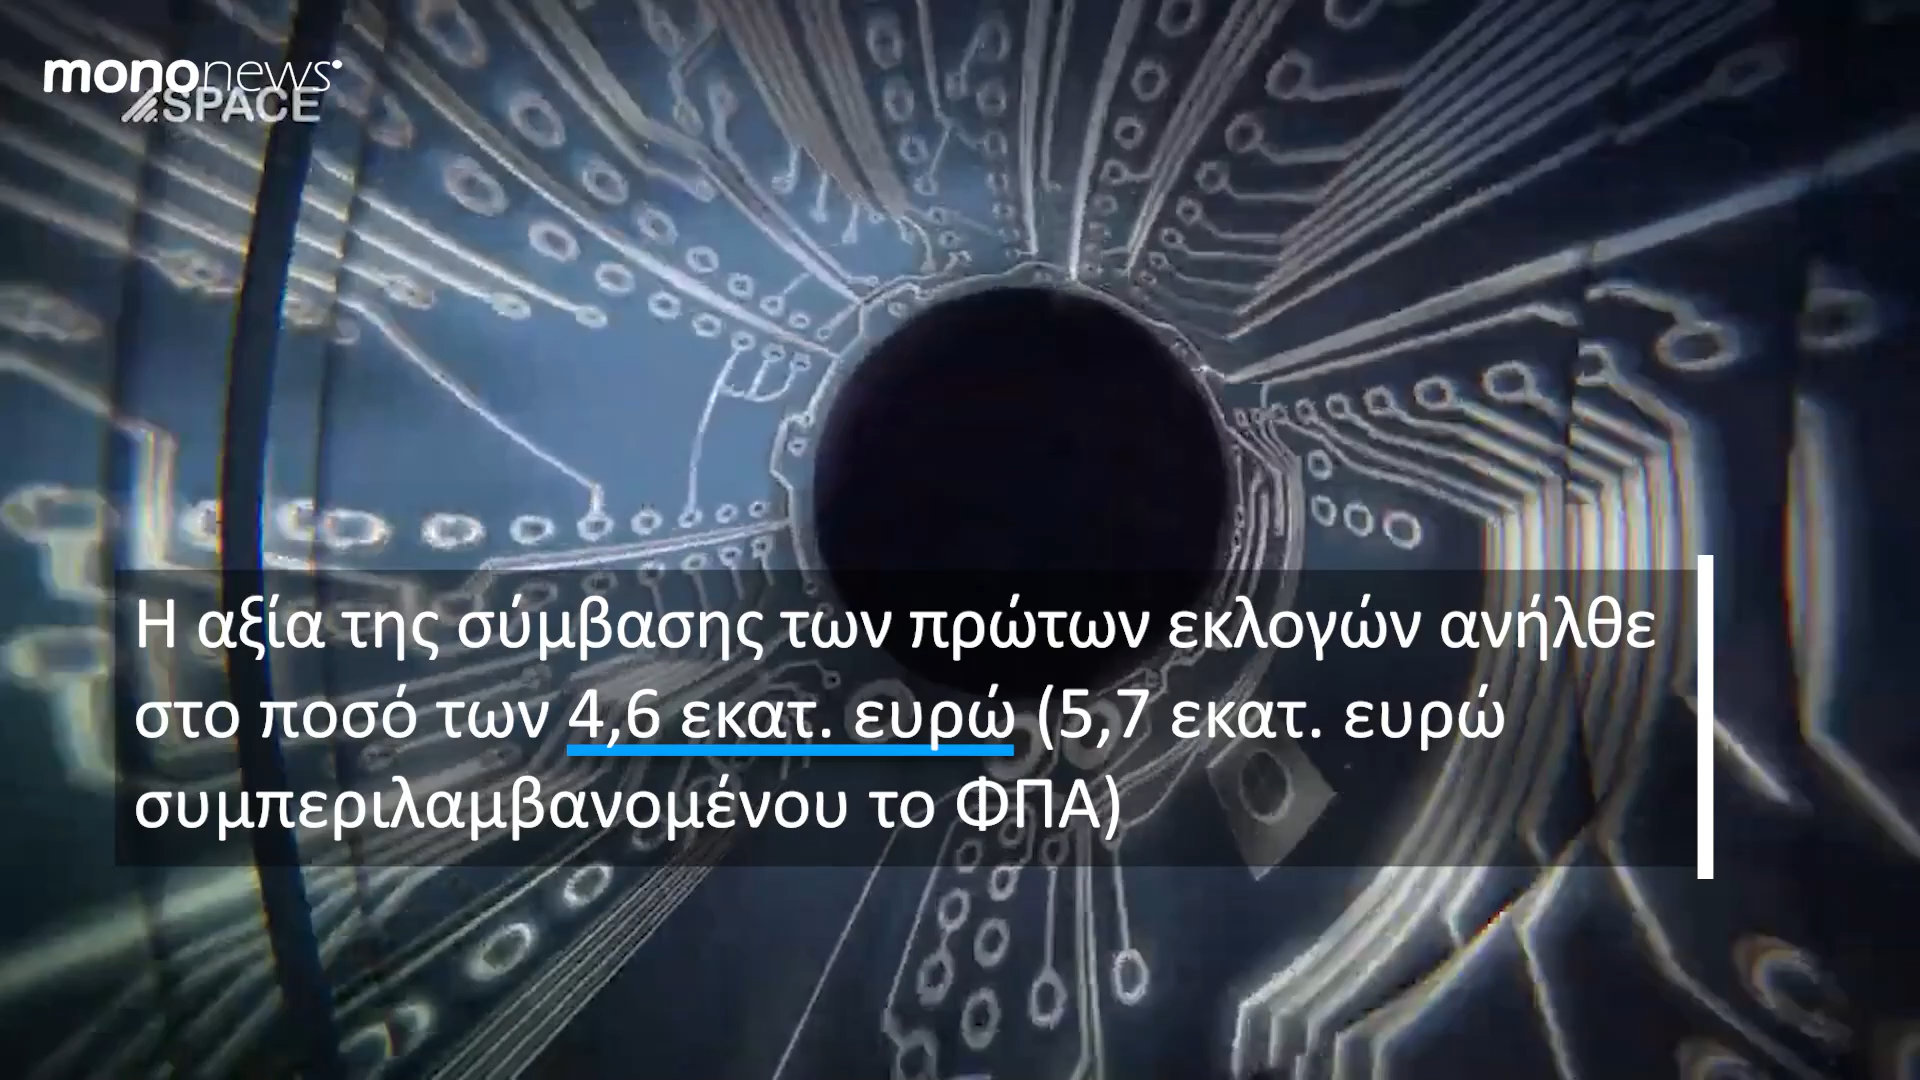 mononews
SPACE
Η αξία της σύμβασης των πρώτων εκλογών ανήλθε
στο ποσό των 4,6 εκατ. ευρώ (5,7 εκατ. ευρώ
συμπεριλαμβανομένου το ΦΠΑ)